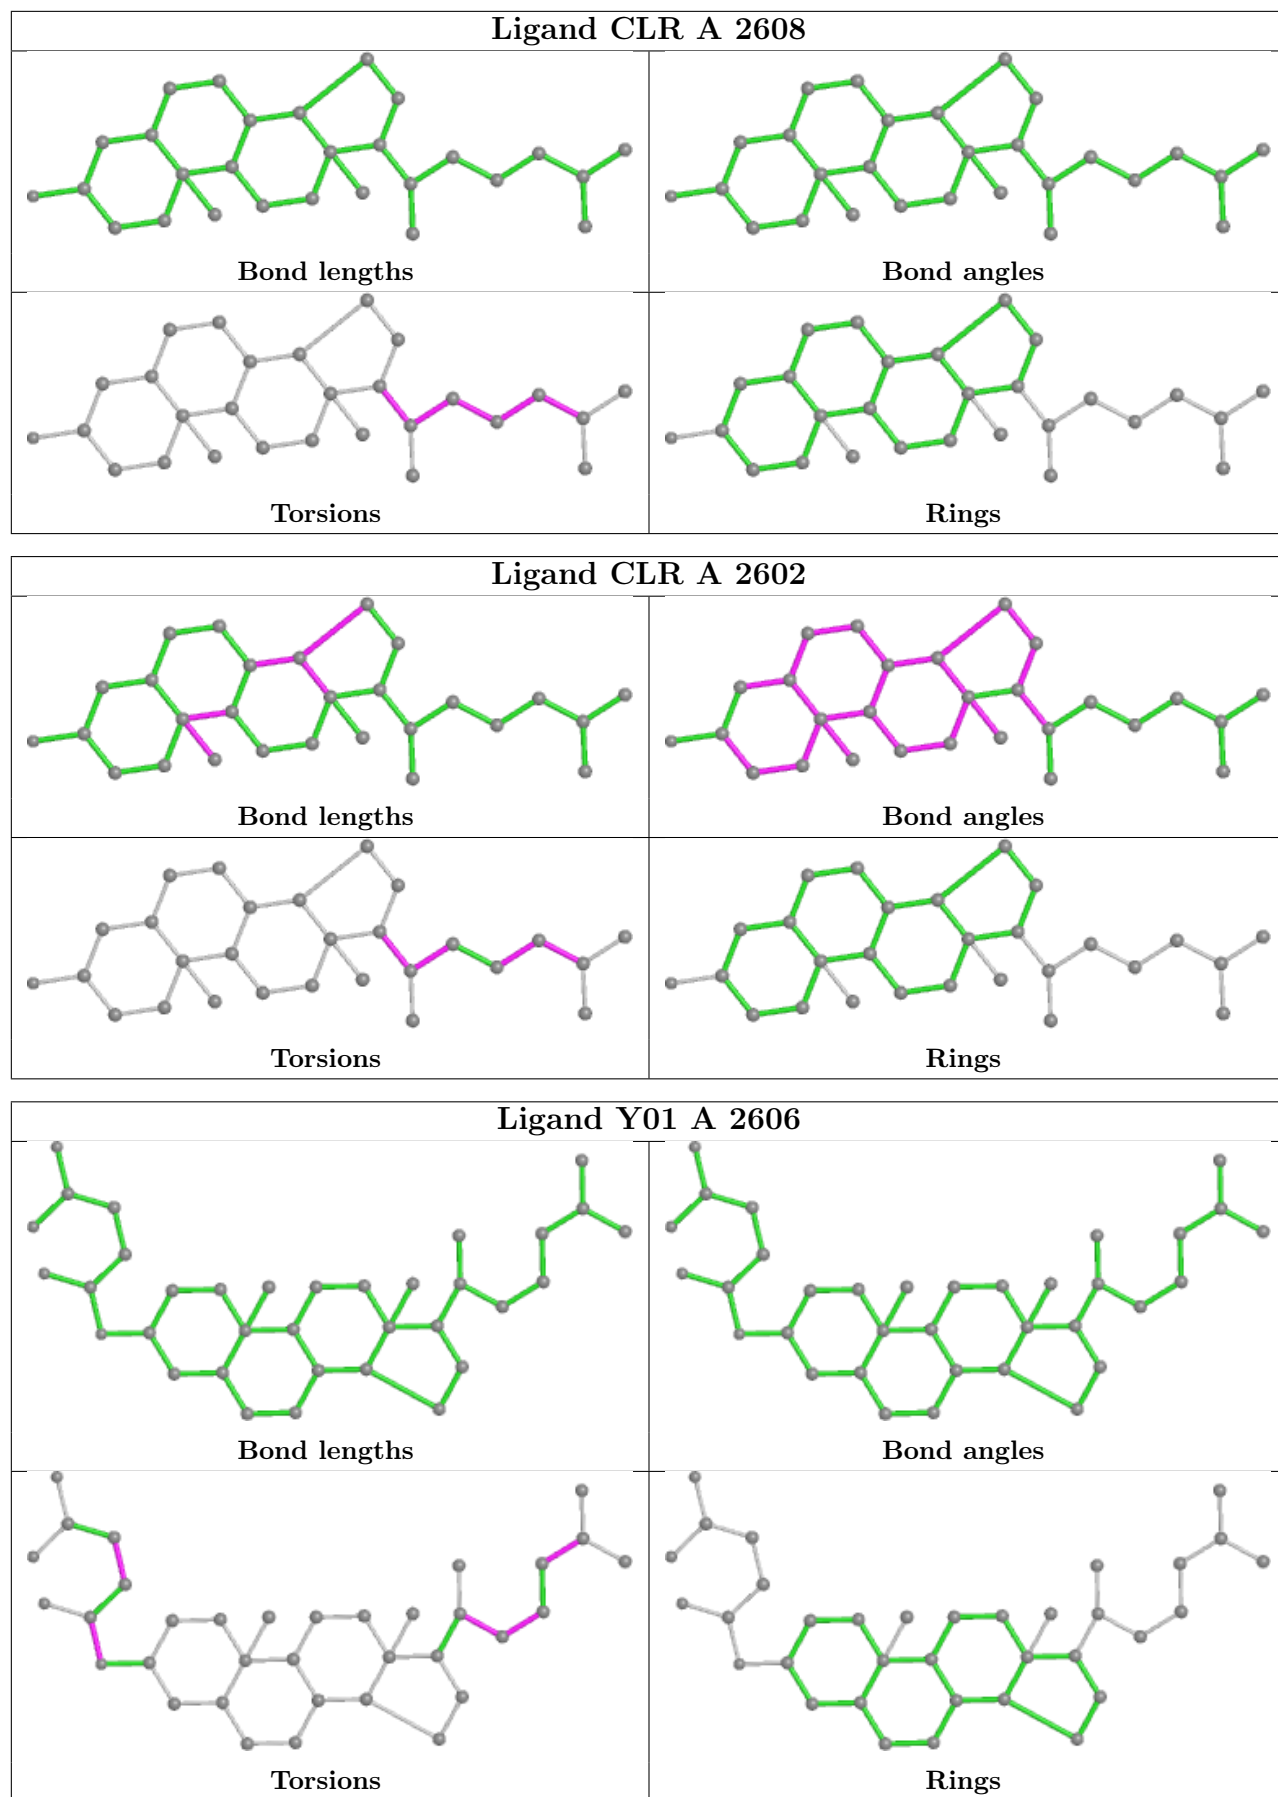 Ligand CLR A 2608
Bond lengths
Bond angles
Torsions
Rings
Ligand CLR A 2602
Bond lengths
Bond angles
Torsions
Rings
Ligand Y01 A 2606
Bond lengths
Bond angles
Torsions
Rings